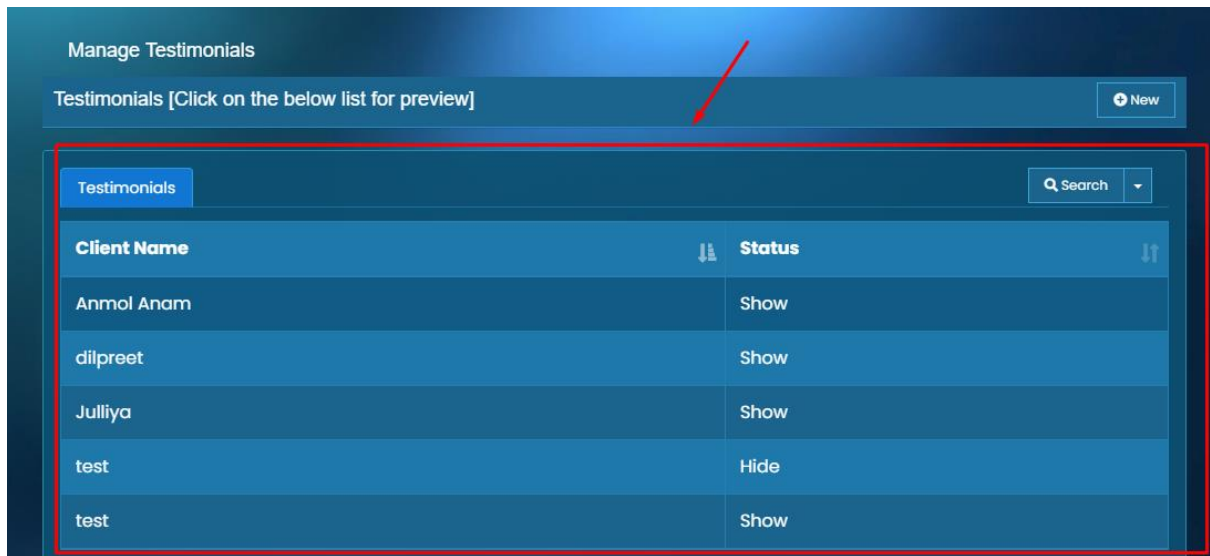 Manage Testimonials
Testimonials [Click on the below list for preview]
New
Testimonials
Search
Client Name Status
Anmol Anam Show
dilpreet Show
Julliya Show
test Hide
test Show